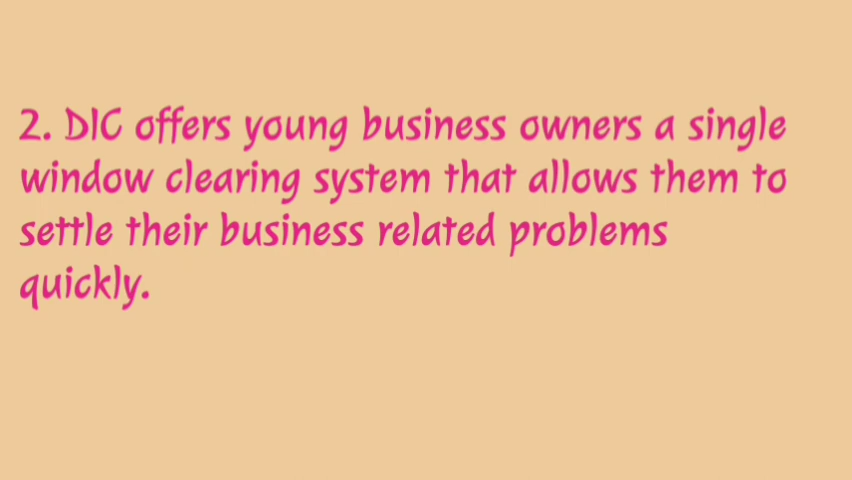 2. DIC offers young business owners a single
window clearing system that allows them to
settle their business related problems
quickly.